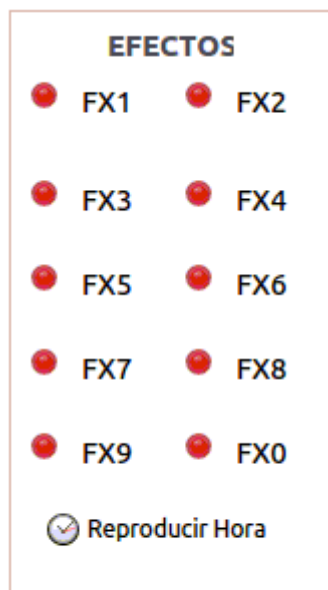 EFECTOS
FX1 FX2
FX3 FX4
FX5 FX6
FX7 FX8
FX9 FX0
Reproducir Hora